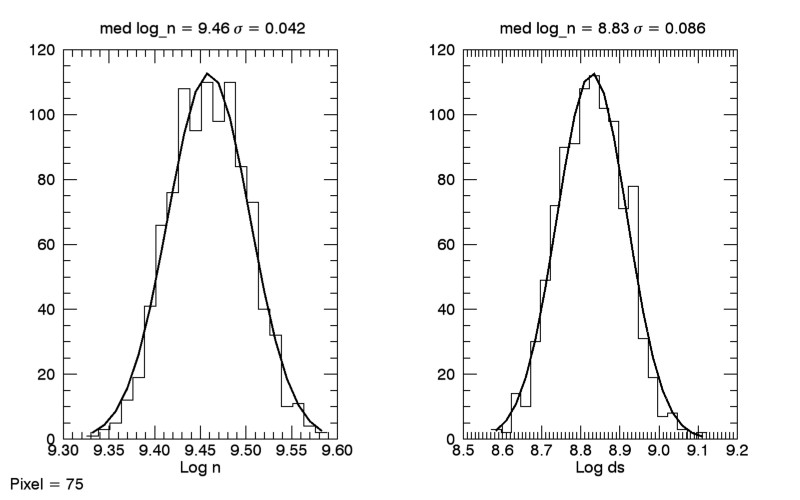 med log_n = 9.46 σ = 0.042
120
100
80
60
40
20
0
9.30 9.35 9.40 9.45 9.50 9.55 9.60
Log n
med log_n = 8.83 σ = 0.086
120
100
80
60
40
20
0
8.5 8.6 8.7 8.8 8.9 9.0 9.1 9.2
Log ds
Pixel = 75